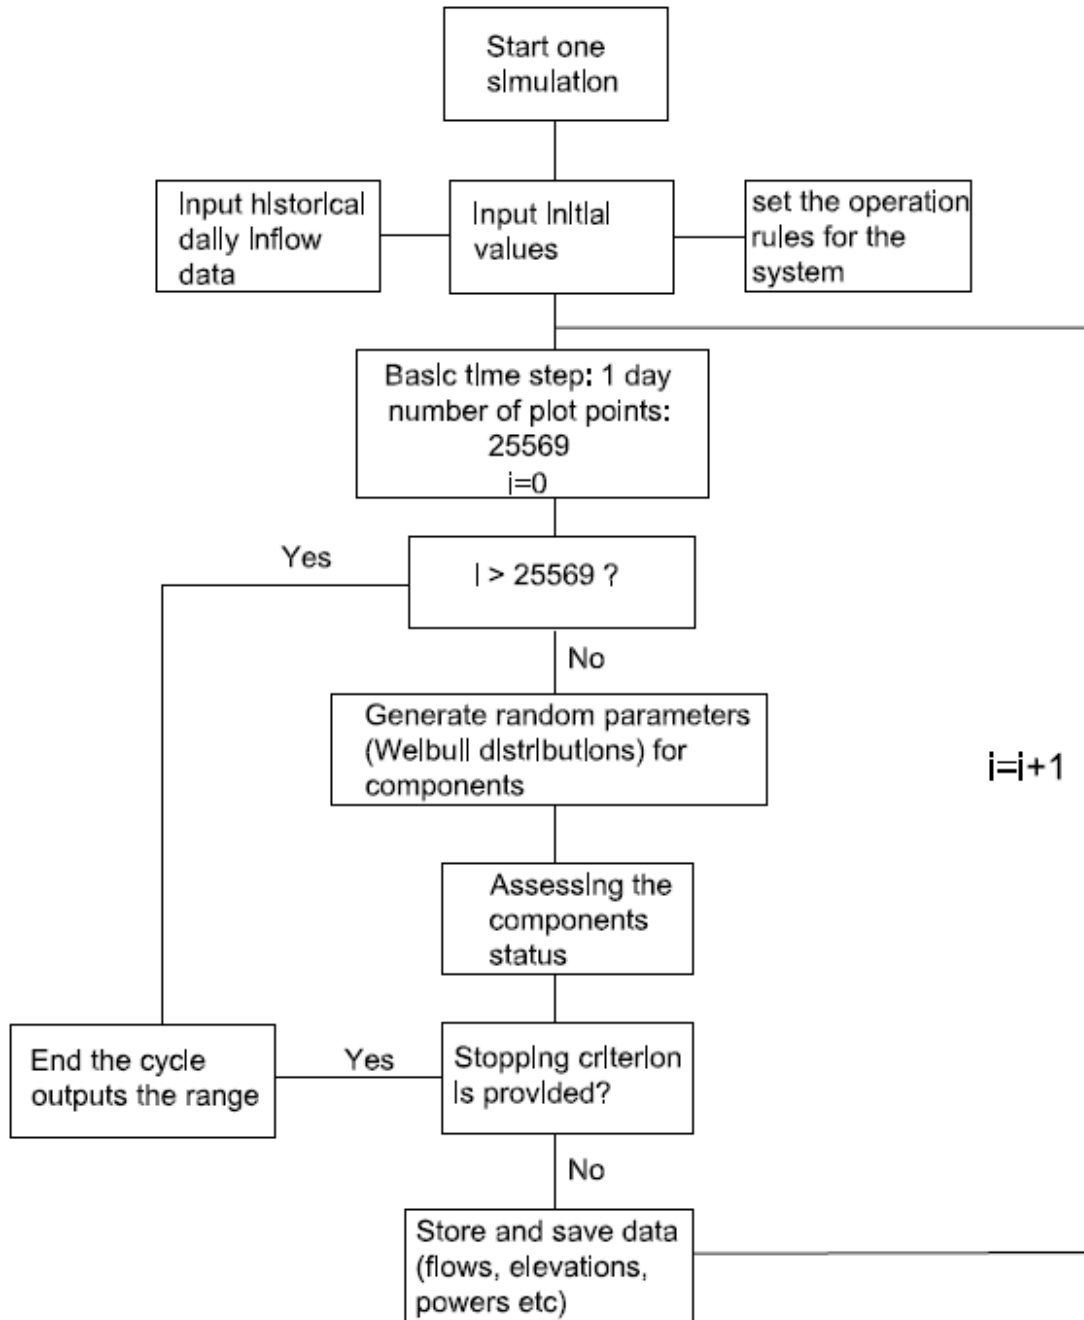 Start one
simulation
Input historical
daily inflow
data
Input initial
values
set the operation
rules for the
system
Basic time step: 1 day
number of plot points:
25569
i=0
Yes
I > 25569 ?
No
Generate random parameters
(Weibull distributions) for
components
i=i+1
Assessing the
components
status
End the cycle
outputs the range
Yes
Stopping criterion
is provided?
No
Store and save data
(flows, elevations,
powers etc)